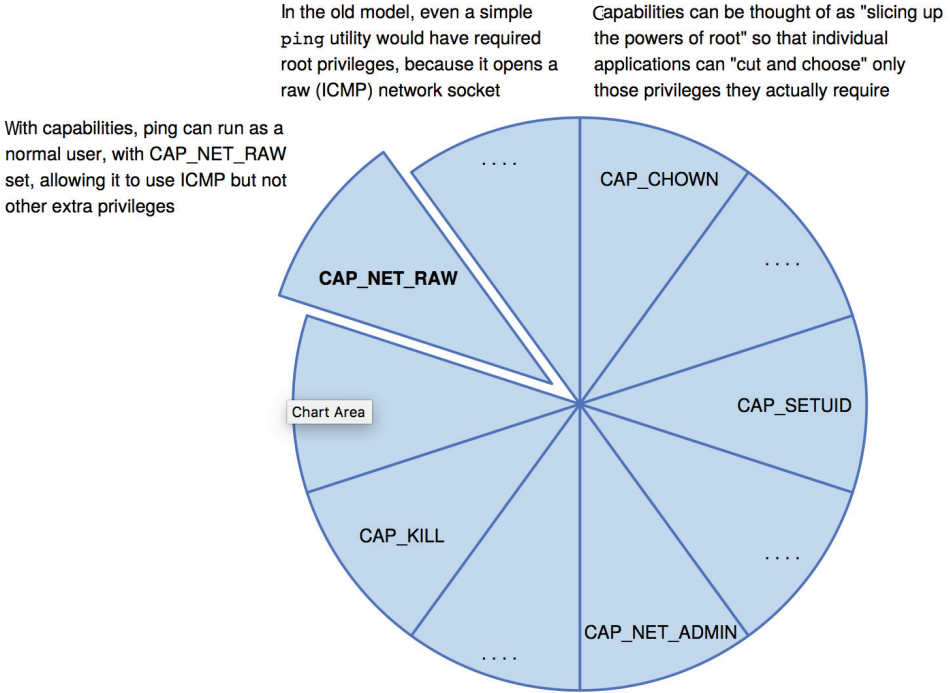 In the old model, even a simple
ping utility would have required
root privileges, because it opens a
raw (ICMP) network socket
Capabilities can be thought of as "slicing up
the powers of root" so that individual
applications can "cut and choose" only
those privileges they actually require
With capabilities, ping can run as a
normal user, with CAP_NET_RAW
set, allowing it to use ICMP but not
other extra privileges
....
CAP_CHOWN
....
CAP_NET_RAW
CAP_SETUID
Chart Area
CAP_KILL
....
CAP_NET_ADMIN
....